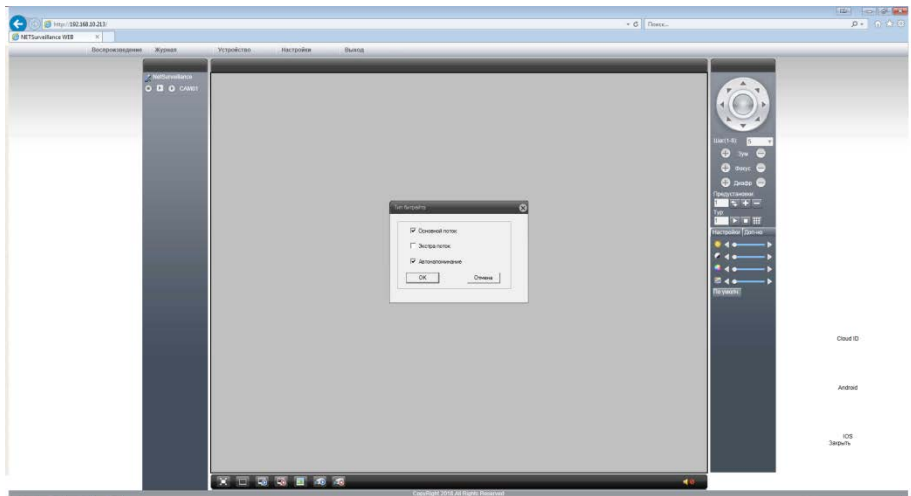 http://192.168.10.213/
Поиск...
NETSurveillance WEB
Воспроизведение Журнал Устройство Настройки Выход
NetSurveillance
CAM01
Шаг(1-8) 5
Зум
Фокус
Диафр
Предустановки
1
Тур
1
Настройки Доп-но
По умолч
Тип битрейта
Основной поток
Экстра поток
Автозапоминание
OK Отмена
Cloud ID
Android
IOS
Закрыть
CopyRight 2018,All Rights Reserved